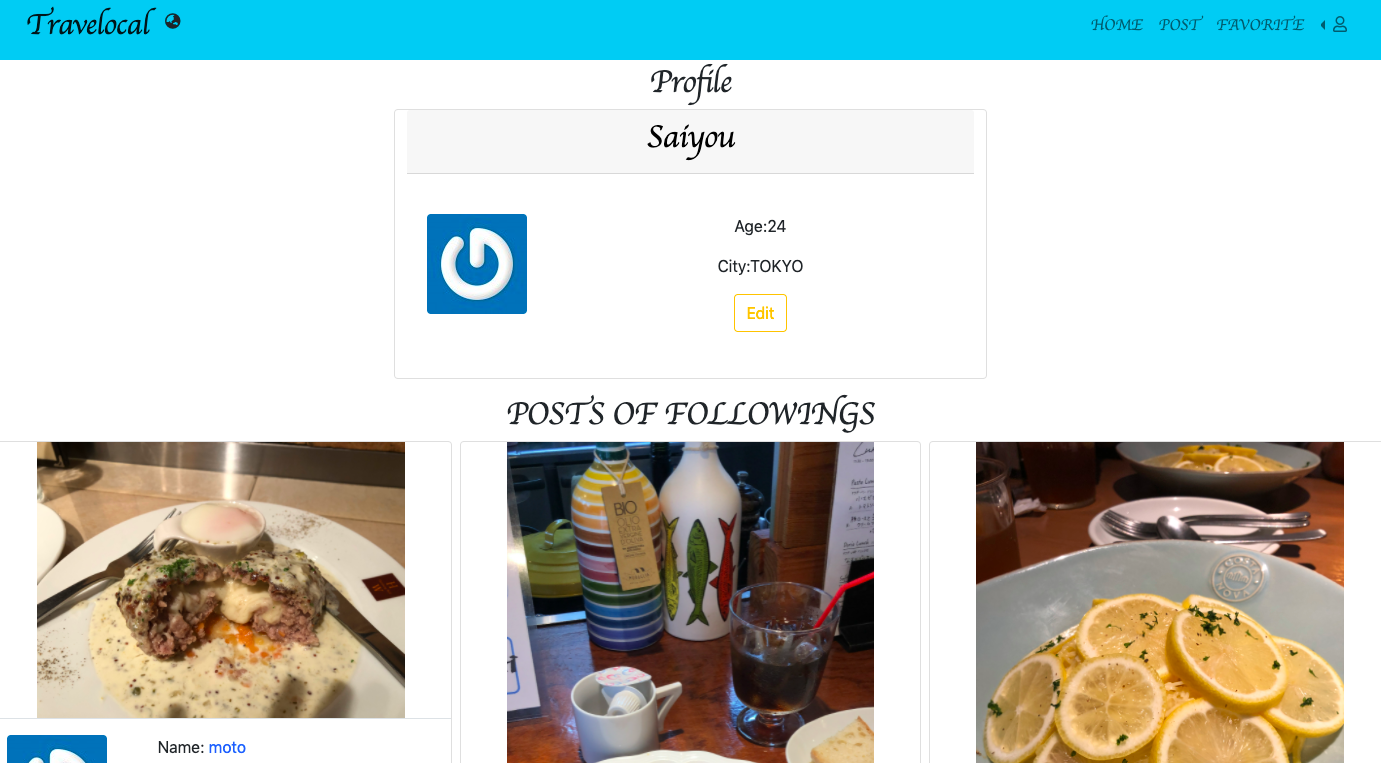 Travelocal
HOME POST FAVORITE
Profile
Saiyou
Age:24
City:TOKYO
Edit
POSTS OF FOLLOWINGS
BIO
Name: moto